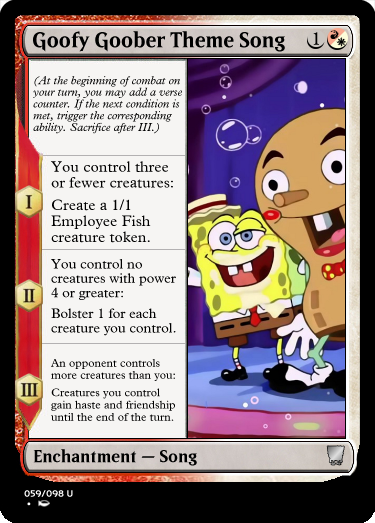 Goofy Goober Theme Song 1
(At the beginning of combat on
your turn, you may add a verse
counter. If the next condition is
met, trigger the corresponding
ability. Sacrifice after III.)
I
You control three
or fewer creatures:
Create a 1/1
Employee Fish
creature token.
II
You control no
creatures with power
4 or greater:
Bolster 1 for each
creature you control.
III
An opponent controls
more creatures than you:
Creatures you control
gain haste and friendship
until the end of the turn.
Enchantment — Song
059/098 U